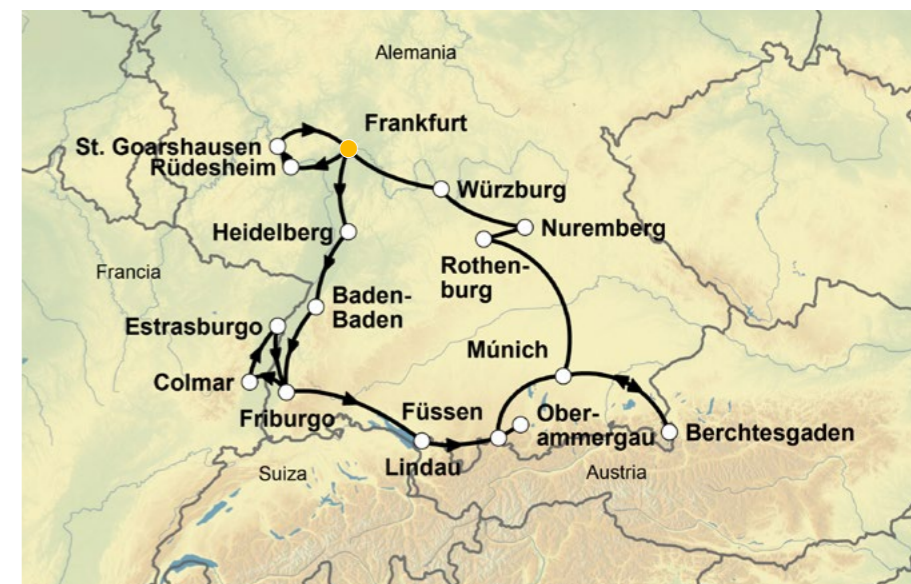 Alemania
Frankfurt
St. Goarshausen
Rüdesheim
Würzburg
Heidelberg
Nuremberg
Rothen-
burg
Francia
Baden-
Baden
Estrasburgo
Múnich
Colmar
Friburgo
Füssen
Ober-
ammergau
Berchtesgaden
Lindau
Suiza
Austria